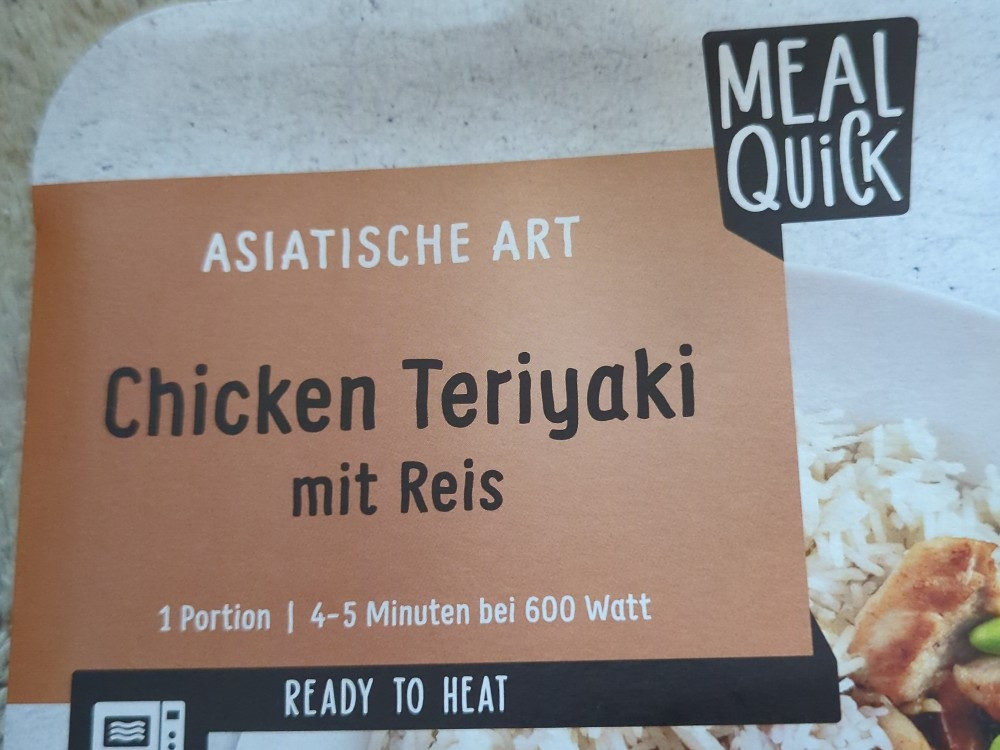 MEAL
QUiCK
ASIATISCHE ART
Chicken Teriyaki
mit Reis
1 Portion | 4-5 Minuten bei 600 Watt
READY TO HEAT